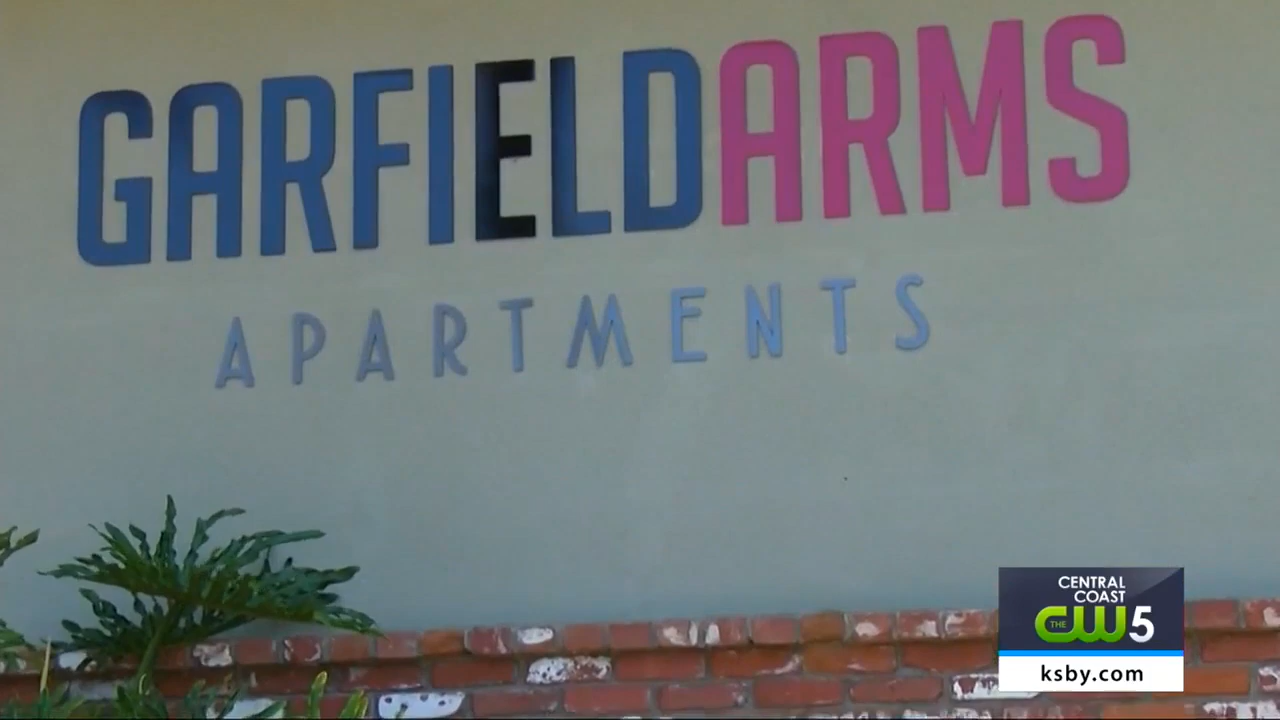 GARFIELDARMS
APARTMENTS
CENTRAL
COAST
THE CW5
ksby.com